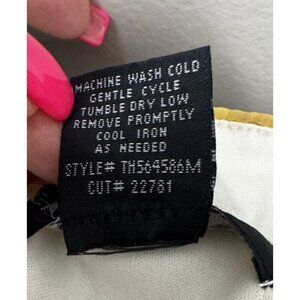 MACHINE WASH COLD
GENTLE CYCLE
TUMBLE DRY LOW
REMOVE PROMPTLY
COOL IRON
AS NEEDED
STYLE# TH564586M
CUT# 22781